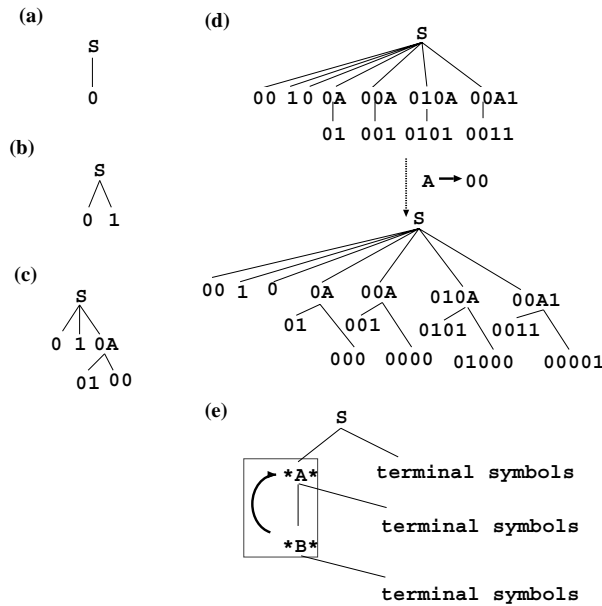 (a)
S
0
(b)
S
0 1
(c)
S
0 1 0A
01 00
(d)
S
00 1 0 0A 00A 010A 00A1
01 001 0101 0011
A → 00
S
00 1 0 0A 00A 010A 00A1
01 001 0101 0011
000 0000 01000 00001
(e)
S
*A* terminal symbols
terminal symbols
*B*
terminal symbols